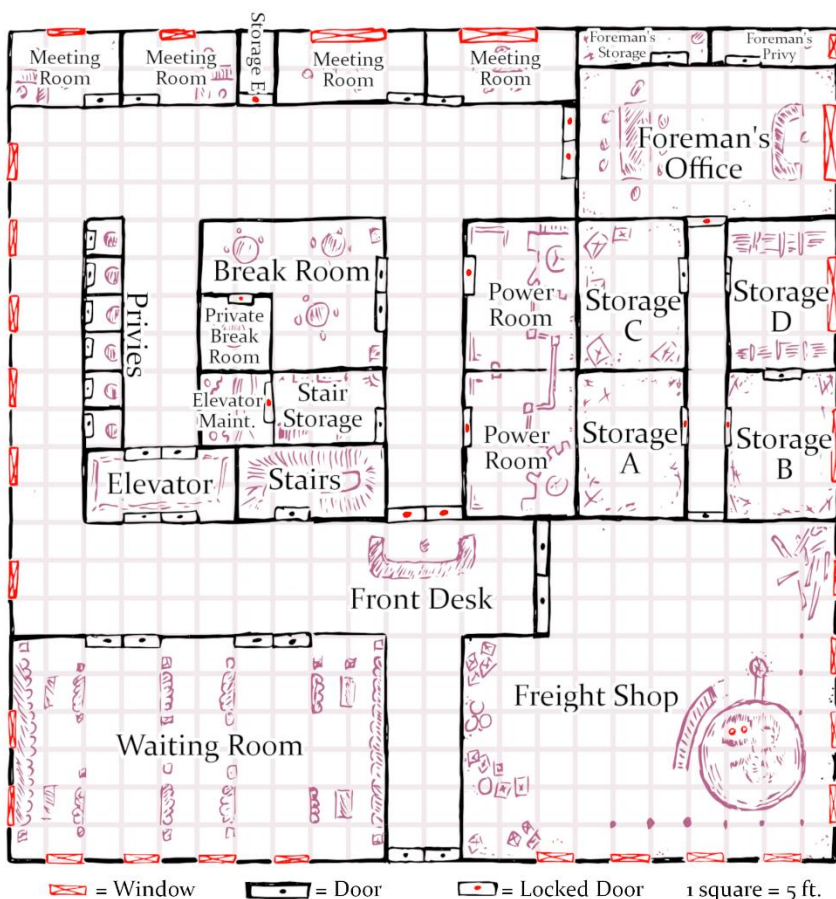 Meeting
Room
Meeting
Room
Storage E
Meeting
Room
Meeting
Room
Foreman's
Storage
Foreman's
Privy
Foreman's
Office
Privies
Break Room
Private
Break
Room
Elevator
Maint.
Stair
Storage
Power
Room
Storage
C
Storage
D
Power
Room
Storage
A
Storage
B
Elevator
Stairs
Front Desk
Waiting Room
Freight Shop
= Window
= Door
= Locked Door
1 square = 5 ft.